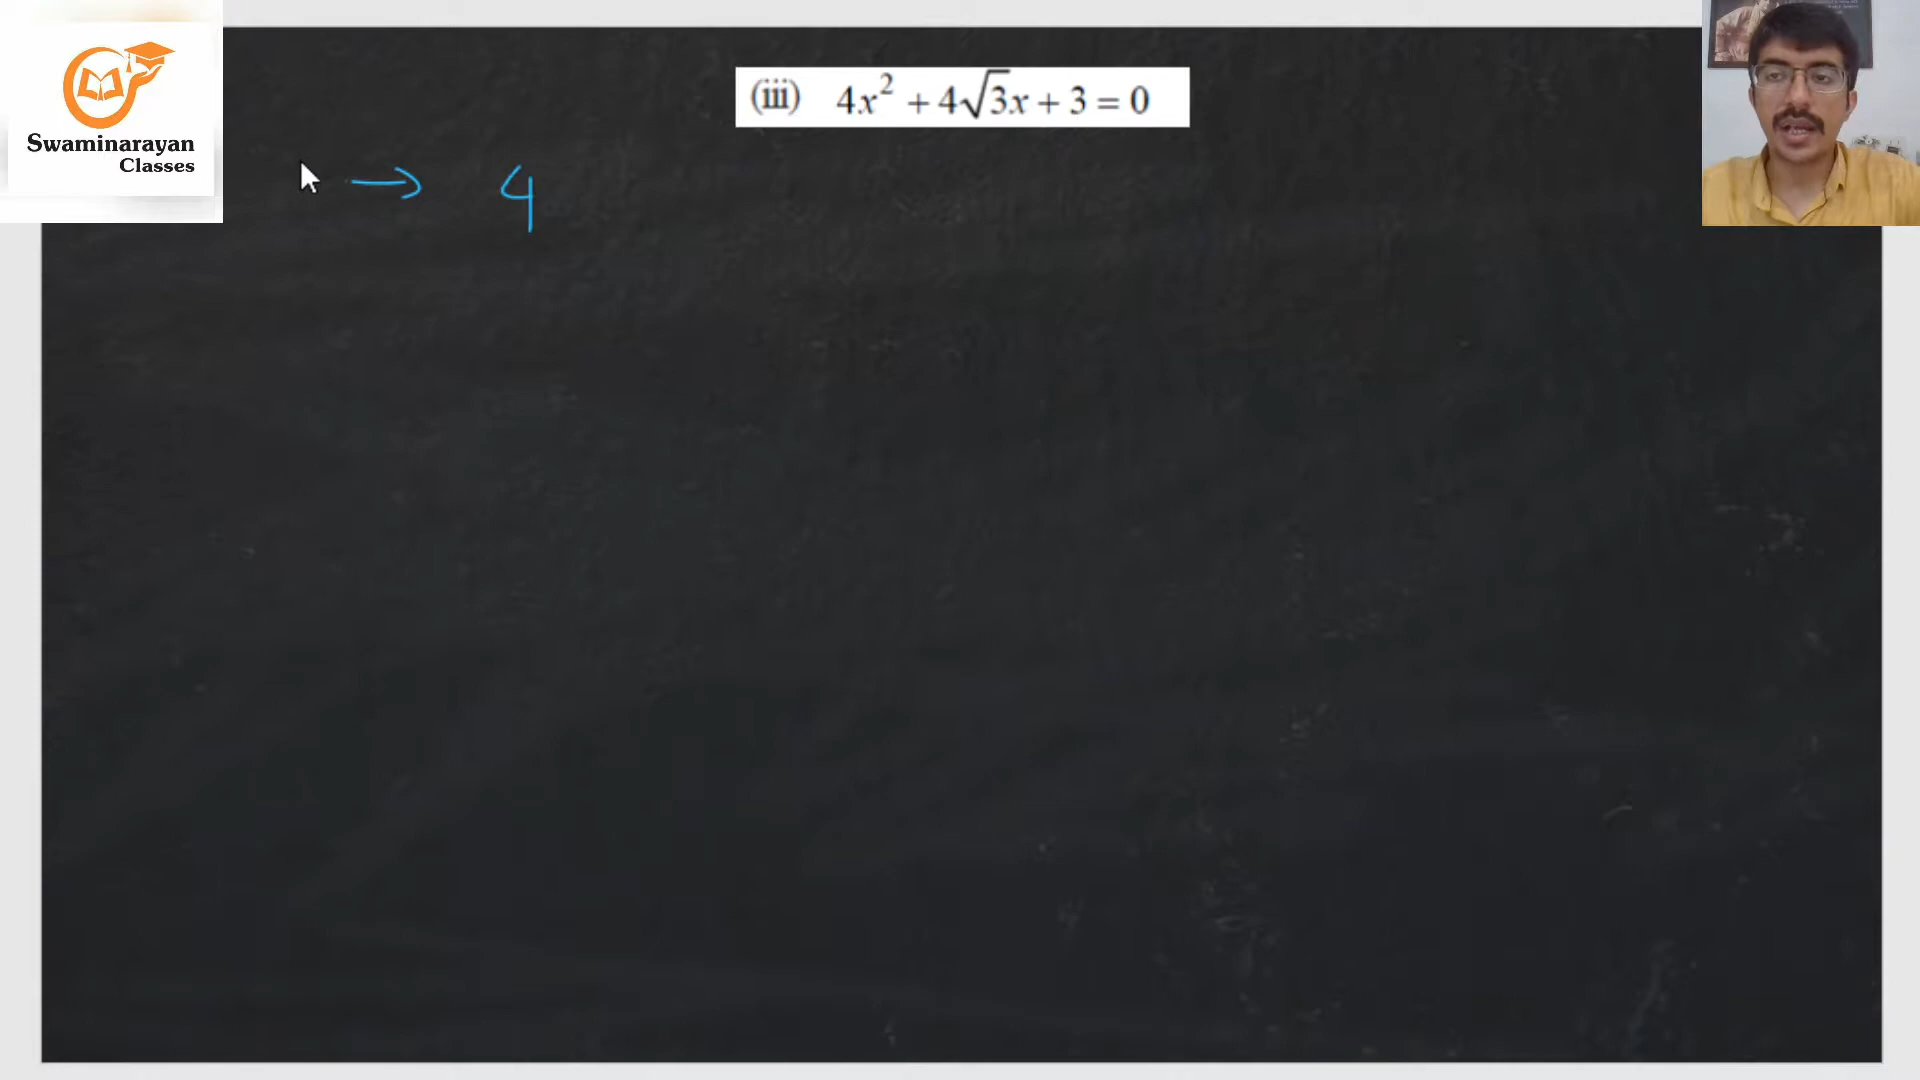 Swaminarayan
Classes
(iii) 4x² + 4√3x + 3 = 0
→ 4